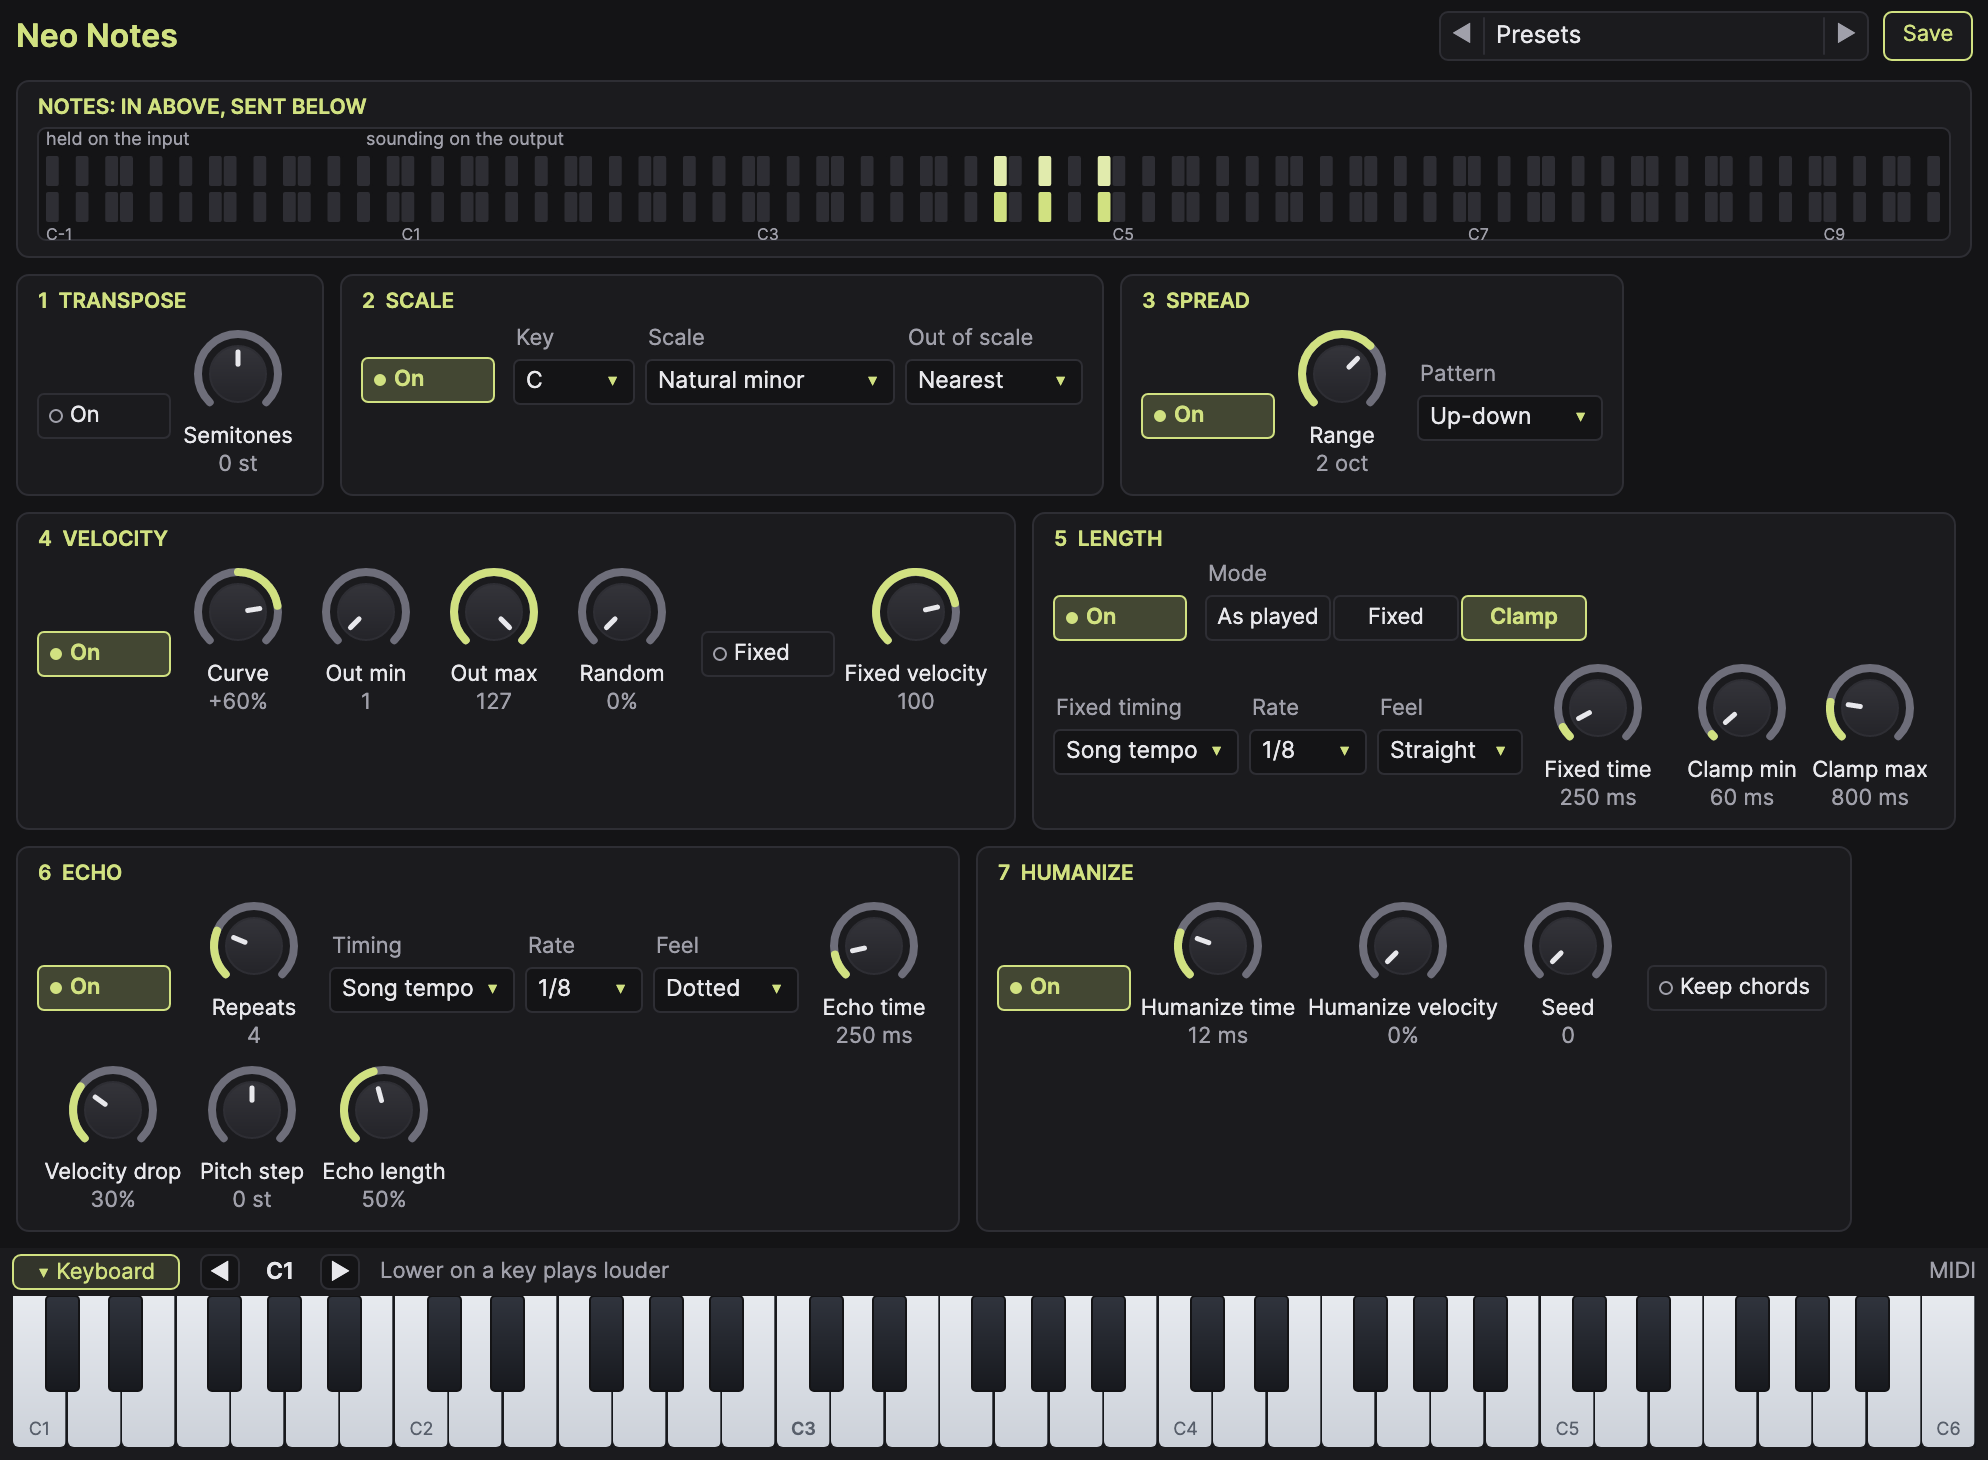 Neo Notes
Presets
Save
NOTES: IN ABOVE, SENT BELOW
held on the input
sounding on the output
C-1
C1
C3
C5
C7
C9
1 TRANSPOSE
On
Semitones
0 st
2 SCALE
On
Key
C
Scale
Natural minor
Out of scale
Nearest
3 SPREAD
On
Range
2 oct
Pattern
Up-down
4 VELOCITY
On
Curve
+60%
Out min
1
Out max
127
Random
0%
Fixed
Fixed velocity
100
5 LENGTH
On
Mode
As played
Fixed
Clamp
Fixed timing
Song tempo
Rate
1/8
Feel
Straight
Fixed time
250 ms
Clamp min
60 ms
Clamp max
800 ms
6 ECHO
On
Repeats
4
Timing
Song tempo
Rate
1/8
Feel
Dotted
Echo time
250 ms
Velocity drop
30%
Pitch step
0 st
Echo length
50%
7 HUMANIZE
On
Humanize time
12 ms
Humanize velocity
0%
Seed
0
Keep chords
Keyboard
C1
Lower on a key plays louder
MIDI
C1
C2
C3
C4
C5
C6